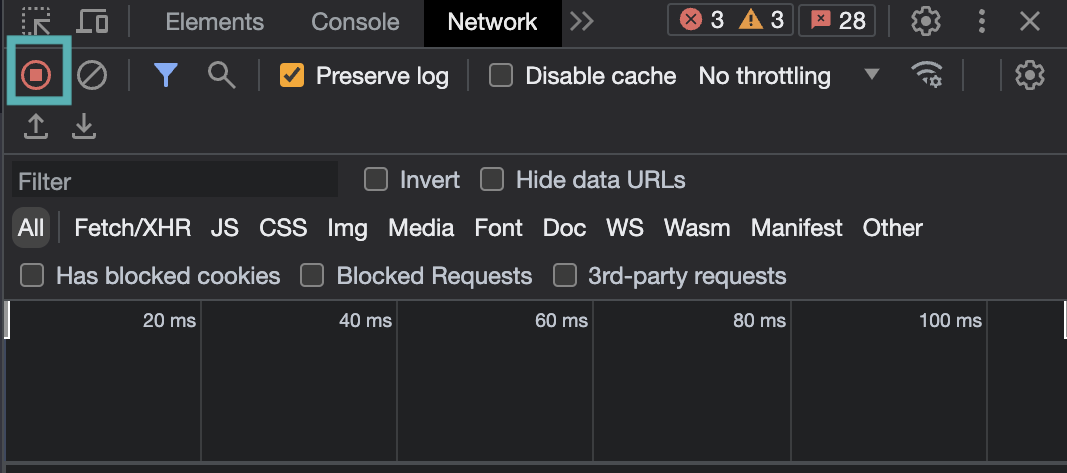 Elements Console Network 3 3 28
Preserve log Disable cache No throttling
Filter Invert Hide data URLs
All Fetch/XHR JS CSS Img Media Font Doc WS Wasm Manifest Other
Has blocked cookies Blocked Requests 3rd-party requests
20 ms 40 ms 60 ms 80 ms 100 ms